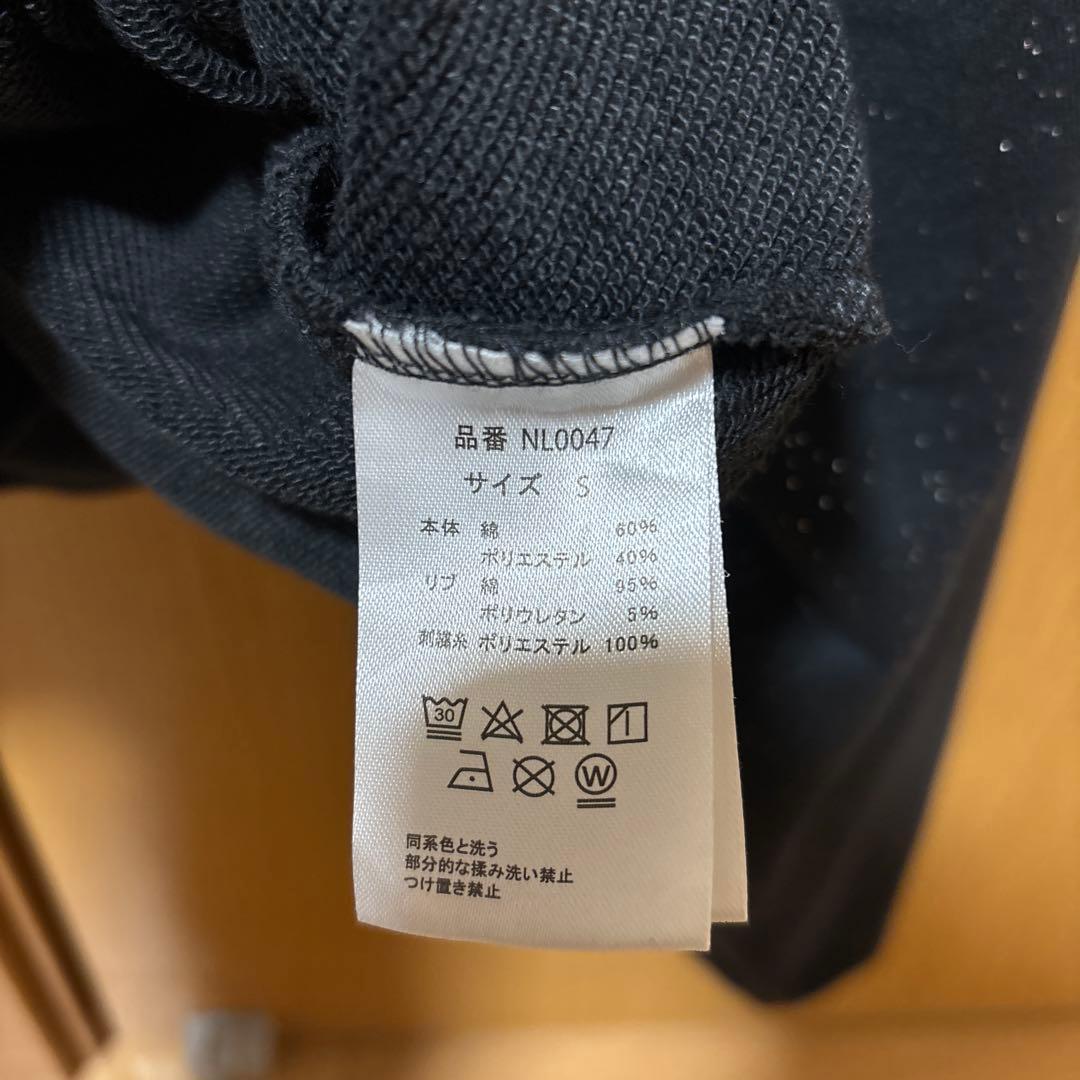 品番 NL0047
サイズ S
本体 綿 60%
ポリエステル 40%
リブ 綿 95%
ポリウレタン 5%
刺繍糸 ポリエステル 100%
30
W
同系色と洗う
部分的な揉み洗い禁止
つけ置き禁止